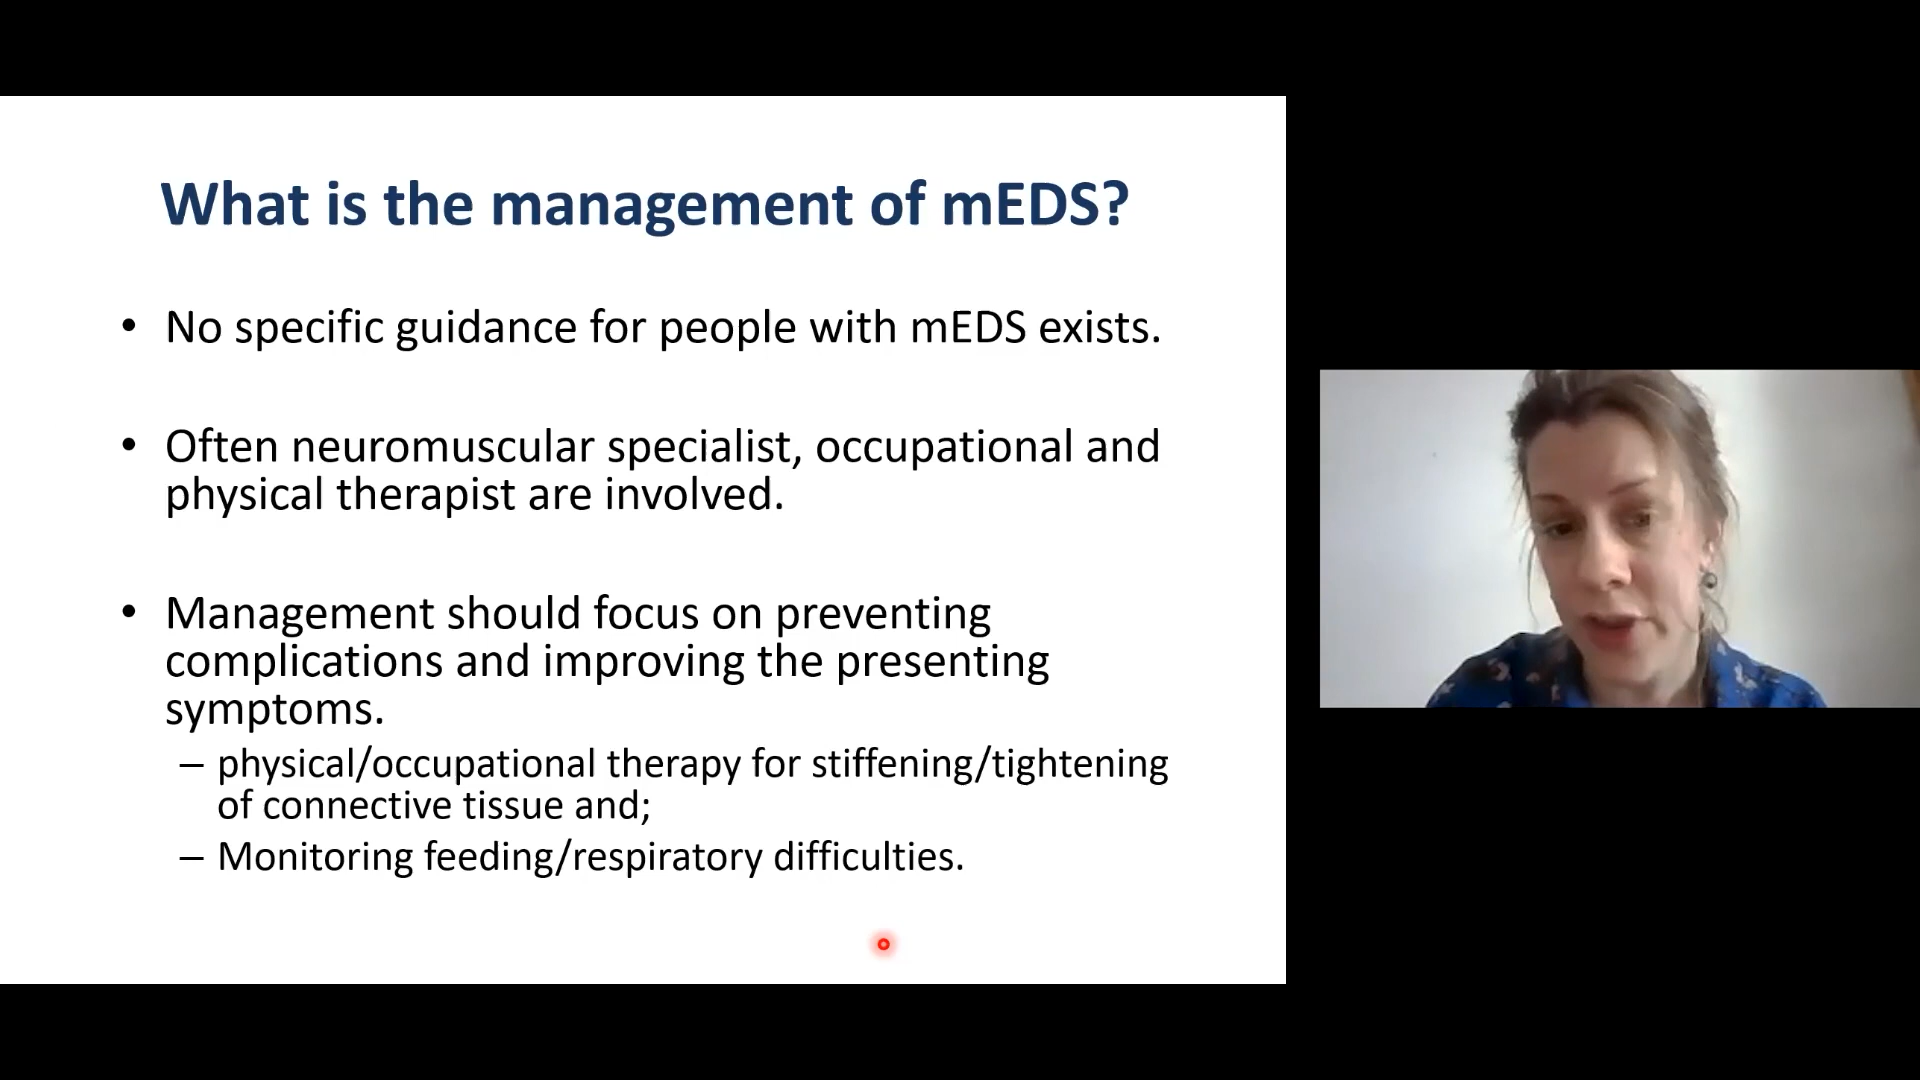 What is the management of mEDS?
• No specific guidance for people with mEDS exists.
• Often neuromuscular specialist, occupational and
physical therapist are involved.
• Management should focus on preventing
complications and improving the presenting
symptoms.
– physical/occupational therapy for stiffening/tightening
of connective tissue and;
– Monitoring feeding/respiratory difficulties.